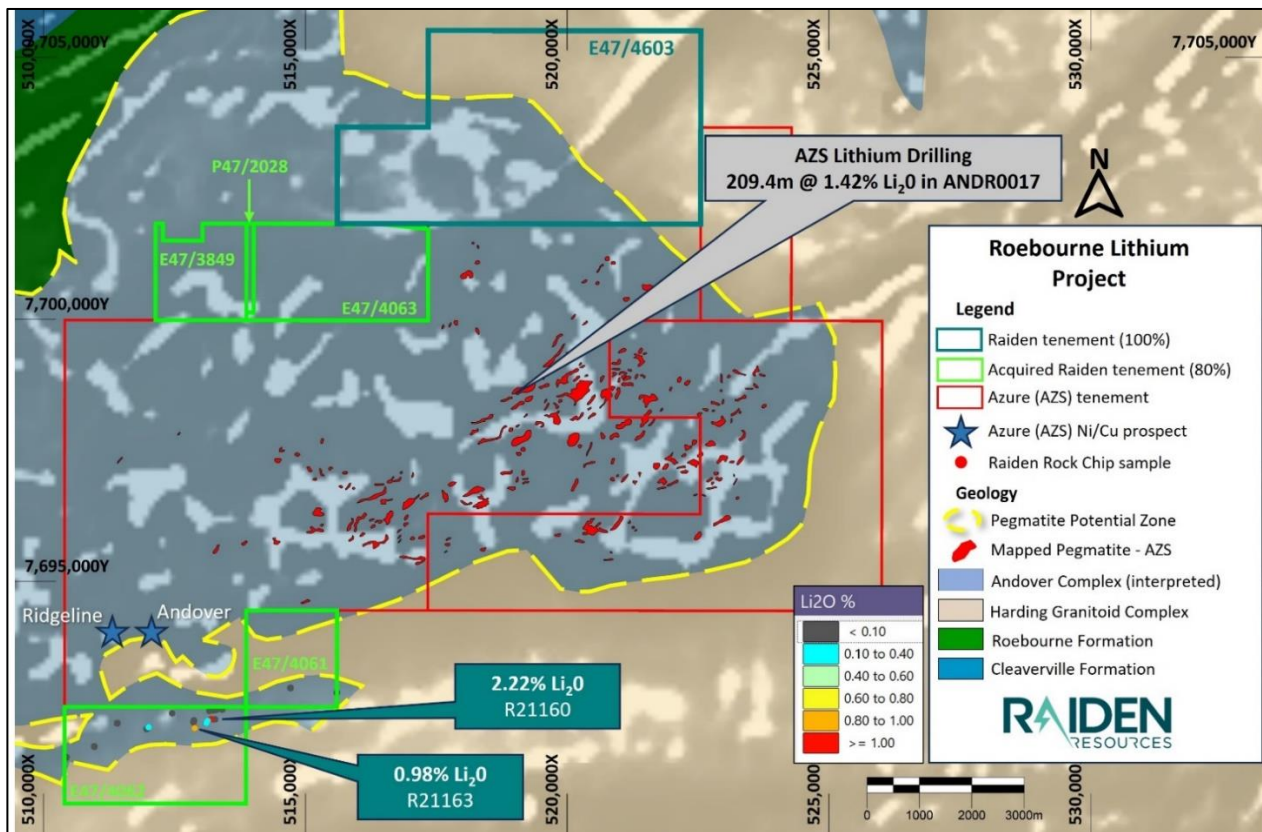 7,705,000Y
510,000X
515,000X
520,000X
525,000X
530,000X
7,705,000Y
E47/4603
P47/2028
AZS Lithium Drilling
209.4m @ 1.42% Li₂0 in ANDR0017
N
E47/3849
E47/4063
7,700,000Y
7,695,000Y
Ridgeline
Andover
E47/4061
2.22% Li₂0
R21160
0.98% Li₂0
R21163
510,000X
515,000X
520,000X
525,000X
530,000X
Li2O %
< 0.10
0.10 to 0.40
0.40 to 0.60
0.60 to 0.80
0.80 to 1.00
>= 1.00
Roebourne Lithium
Project
Legend
Raiden tenement (100%)
Acquired Raiden tenement (80%)
Azure (AZS) tenement
Azure (AZS) Ni/Cu prospect
Raiden Rock Chip sample
Geology
Pegmatite Potential Zone
Mapped Pegmatite - AZS
Andover Complex (interpreted)
Harding Granitoid Complex
Roebourne Formation
Cleaverville Formation
RAIDEN
RESOURCES
0 1000 2000 3000m